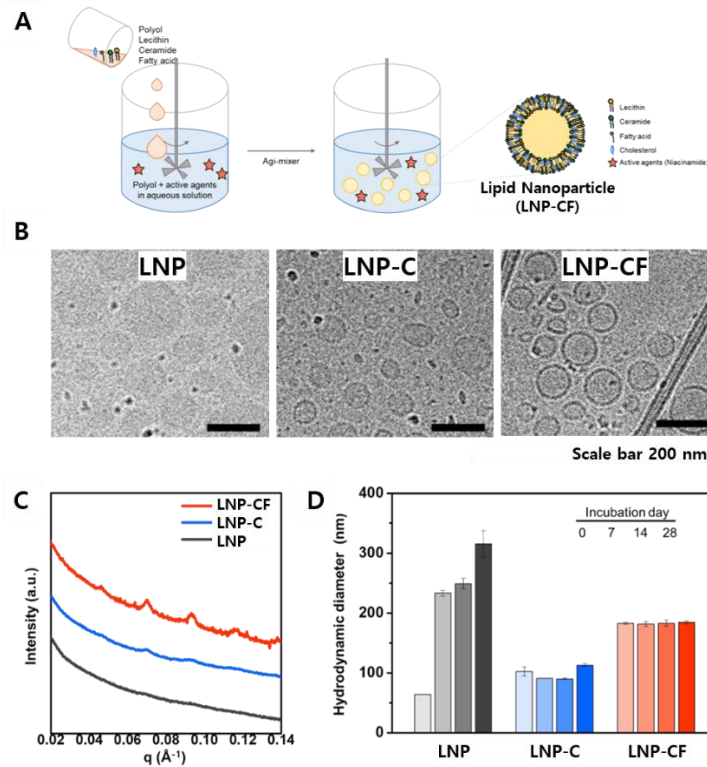 A
Polyol
Lecithin
Ceramide
Fatty acid
Polyol + active agents
in aqueous solution
Agi-mixer
Lecithin
Ceramide
Fatty acid
Cholesterol
Active agents (Niacinamide)
Lipid Nanoparticle
(LNP-CF)
B
LNP
LNP-C
LNP-CF
Scale bar 200 nm
C
LNP-CF
LNP-C
LNP
Intensity (a.u.)
0.02 0.04 0.06 0.08 0.10 0.12 0.14
q (Å⁻¹)
D
Hydrodynamic diameter (nm)
400
300
200
100
0
Incubation day
0 7 14 28
LNP LNP-C LNP-CF